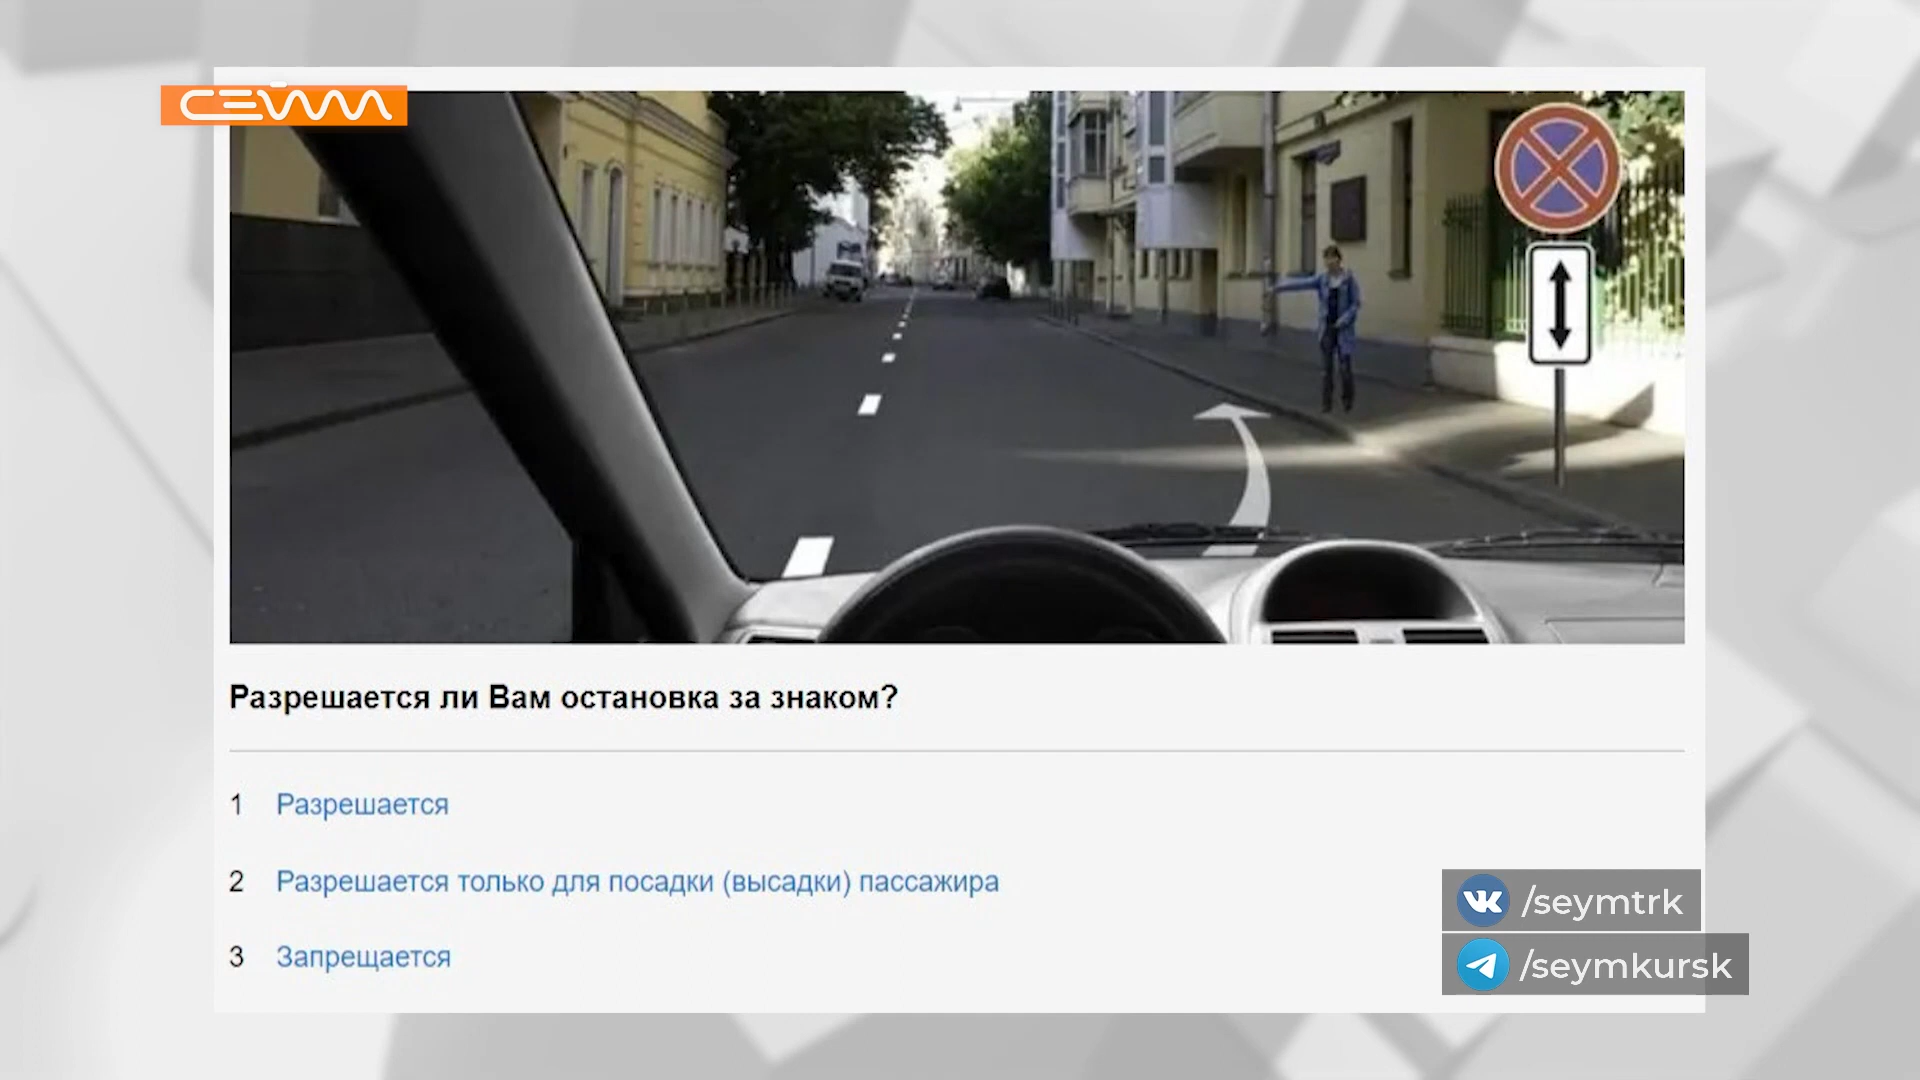 СЕЙМ
Разрешается ли Вам остановка за знаком?
1 Разрешается
2 Разрешается только для посадки (высадки) пассажира
3 Запрещается
/seymtrk
/seymkursk